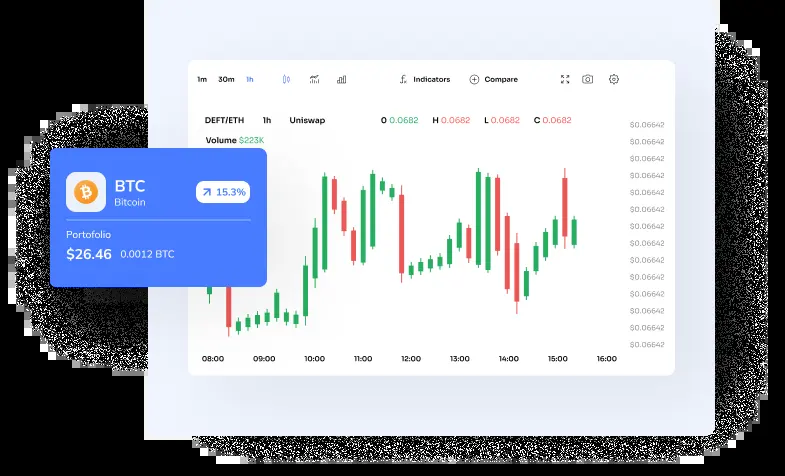 1m 30m 1h Indicators Compare
DEFT/ETH 1h Uniswap O 0.0682 H 0.0682 L 0.0682 C 0.0682
Volume $223K
BTC
Bitcoin
15.3%
Portofolio
$26.46 0.0012 BTC
$0.06642
$0.06642
$0.06642
$0.06642
$0.06642
$0.06642
$0.06642
$0.06642
$0.06642
$0.06642
$0.06642
$0.06642
$0.06642
$0.06642
08:00 09:00 10:00 11:00 12:00 13:00 14:00 15:00 16:00